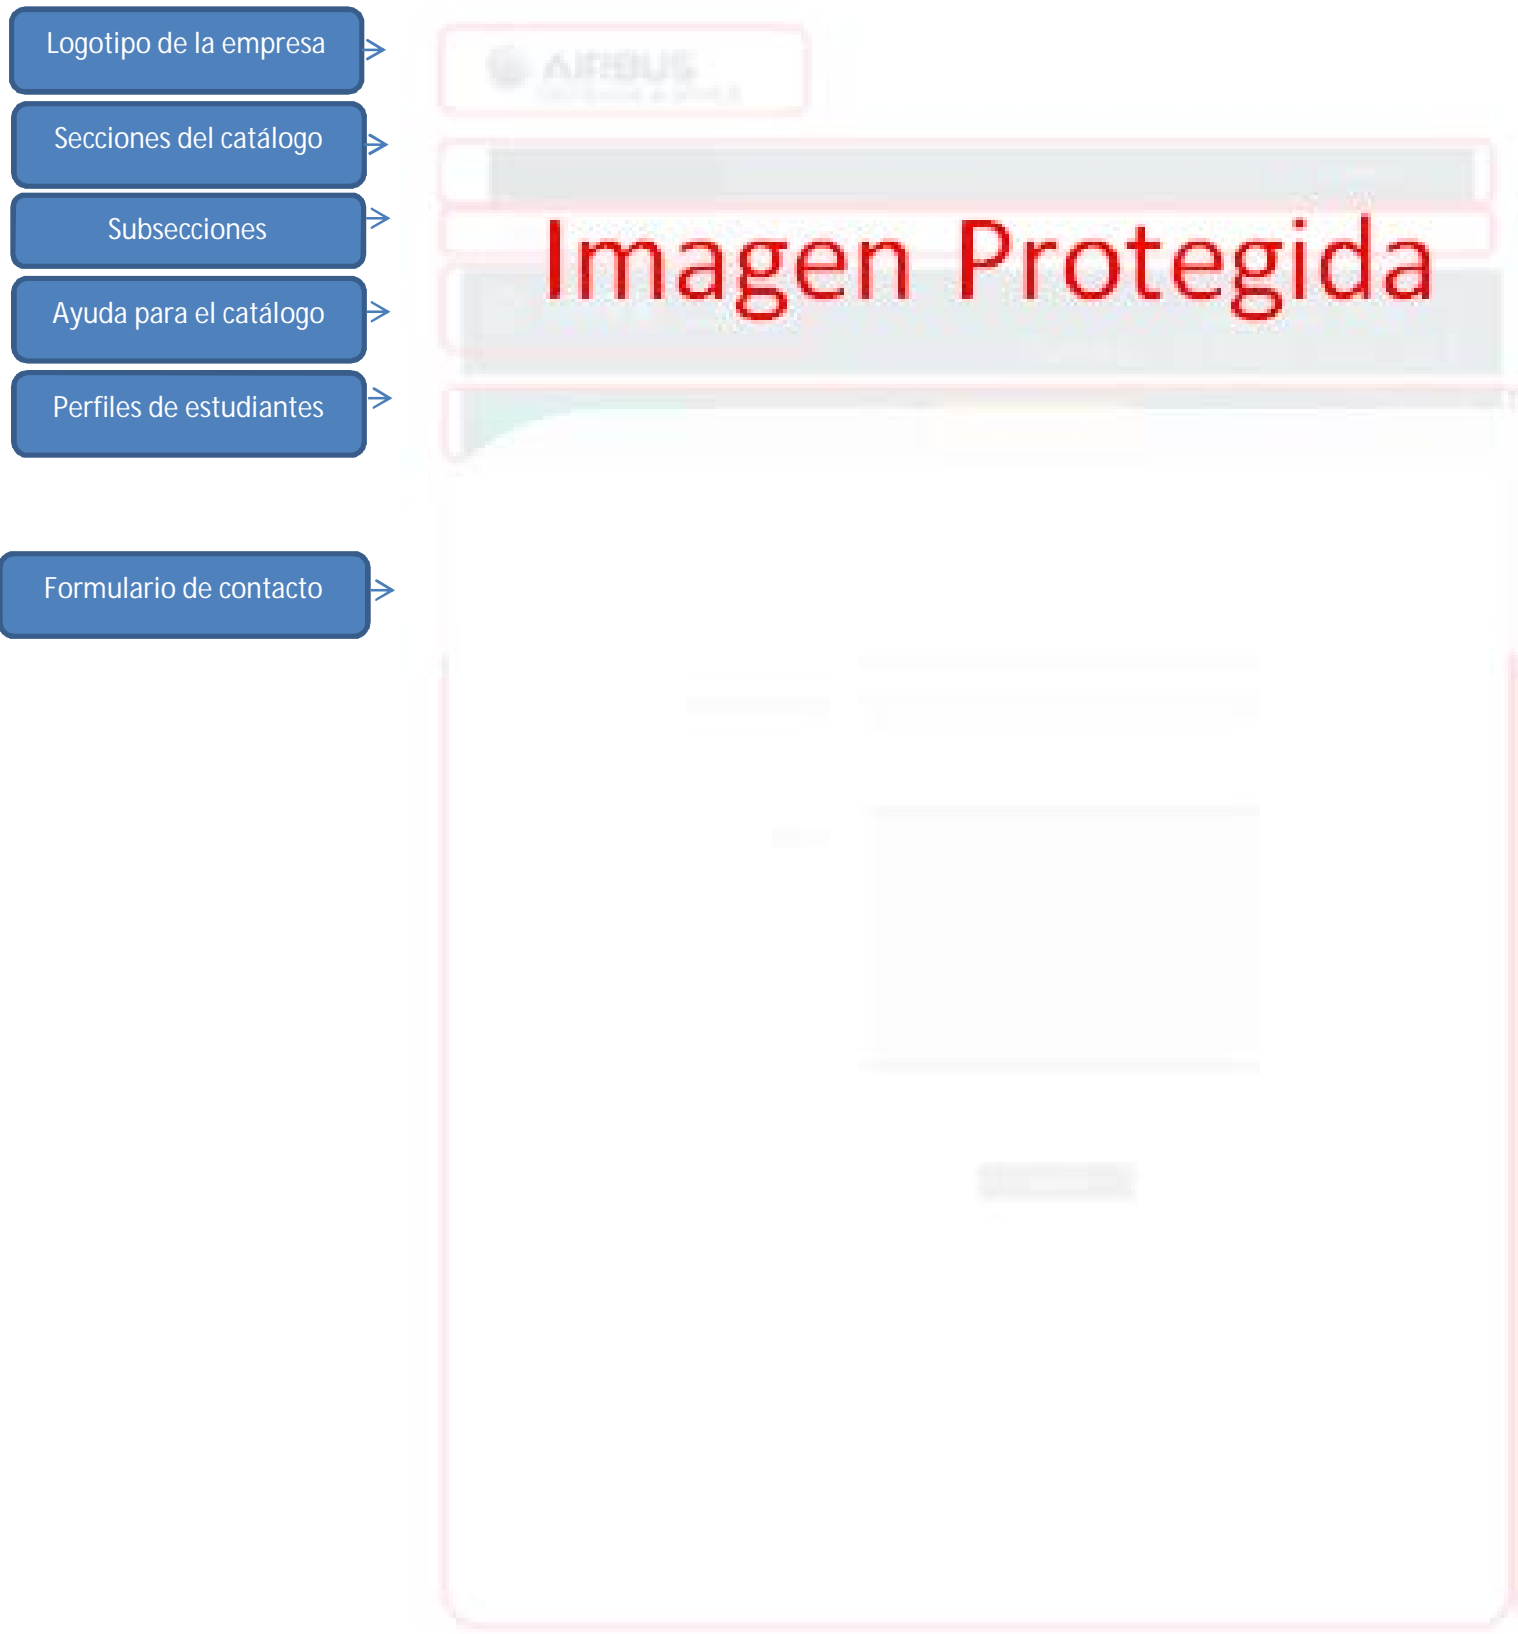 Logotipo de la empresa
AIRBUS
Secciones del catálogo
Subsecciones
Imagen Protegida
Ayuda para el catálogo
Perfiles de estudiantes
Formulario de contacto